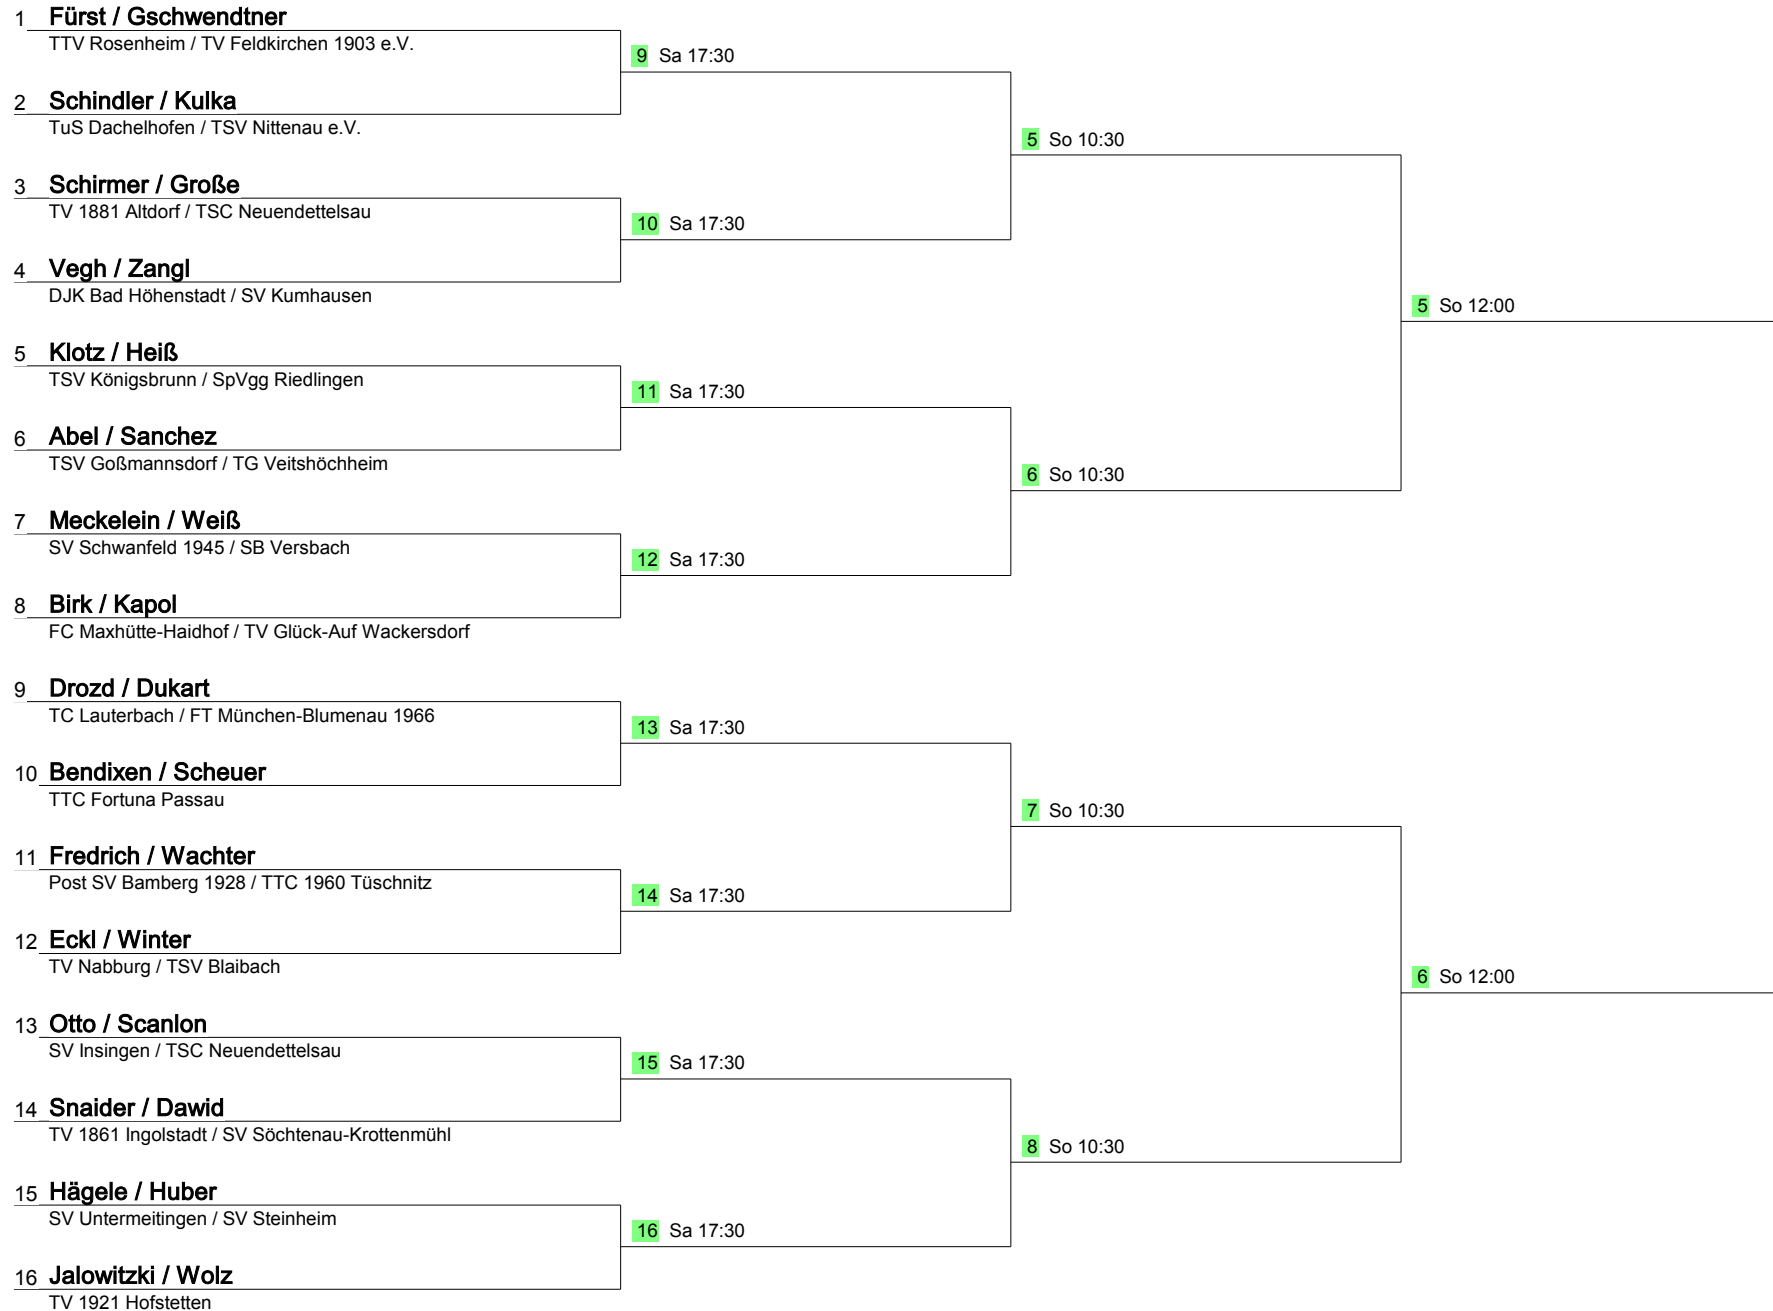 1 Fürst / Gschwendtner
TTV Rosenheim / TV Feldkirchen 1903 e.V.
9 Sa 17:30
2 Schindler / Kulka
TuS Dachelhofen / TSV Nittenau e.V.
5 So 10:30
3 Schirmer / Große
TV 1881 Altdorf / TSC Neuendettelsau
10 Sa 17:30
4 Vegh / Zangl
DJK Bad Höhenstadt / SV Kumhausen
5 So 12:00
5 Klotz / Heiß
TSV Königsbrunn / SpVgg Riedlingen
11 Sa 17:30
6 Abel / Sanchez
TSV Goßmannsdorf / TG Veitshöchheim
6 So 10:30
7 Meckelein / Weiß
SV Schwanfeld 1945 / SB Versbach
12 Sa 17:30
8 Birk / Kapol
FC Maxhütte-Haidhof / TV Glück-Auf Wackersdorf
9 Drozd / Dukart
TC Lauterbach / FT München-Blumenau 1966
13 Sa 17:30
10 Bendixen / Scheuer
TTC Fortuna Passau
7 So 10:30
11 Fredrich / Wachter
Post SV Bamberg 1928 / TTC 1960 Tüschnitz
14 Sa 17:30
12 Eckl / Winter
TV Nabburg / TSV Blaibach
6 So 12:00
13 Otto / Scanlon
SV Insingen / TSC Neuendettelsau
15 Sa 17:30
14 Snaider / Dawid
TV 1861 Ingolstadt / SV Söchtenau-Krottenmühl
8 So 10:30
15 Hägele / Huber
SV Untermeitingen / SV Steinheim
16 Sa 17:30
16 Jalowitzki / Wolz
TV 1921 Hofstetten